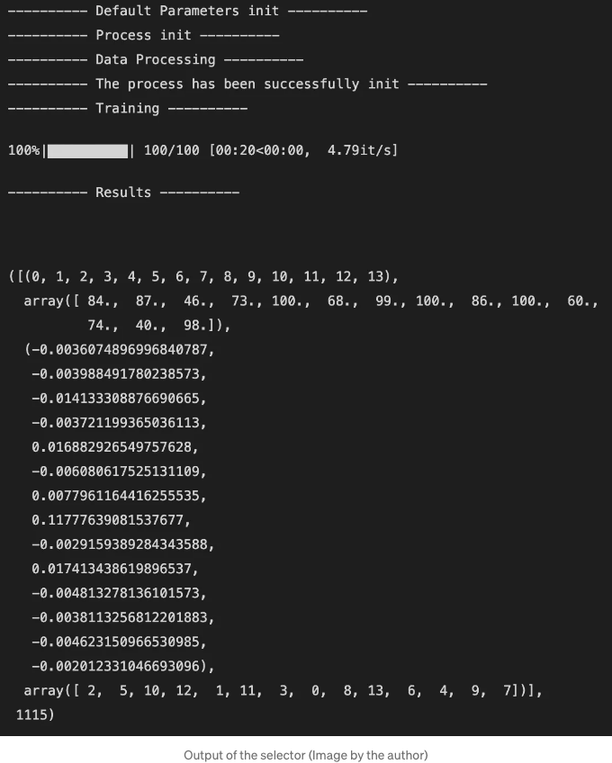 ---------- Default Parameters init ----------
---------- Process init ----------
---------- Data Processing ----------
---------- The process has been successfully init ----------
---------- Training ----------
100%|██████████| 100/100 [00:20<00:00,  4.79it/s]
---------- Results ----------
([(0, 1, 2, 3, 4, 5, 6, 7, 8, 9, 10, 11, 12, 13),
  array([ 84.,  87.,  46.,  73., 100.,  68.,  99., 100.,  86., 100.,  60.,
          74.,  40.,  98.]),
  (-0.0036074896996840787,
   -0.003988491780238573,
   -0.014133308876690665,
   -0.003721199365036113,
   0.016882926549757628,
   -0.006080617525131109,
   0.0077961164416255535,
   0.11777639081537677,
   -0.0029159389284343588,
   0.017413438619896537,
   -0.004813278136101573,
   -0.0038113256812201883,
   -0.004623150966530985,
   -0.002012331046693096),
  array([ 2,  5, 10, 12,  1, 11,  3,  0,  8, 13,  6,  4,  9,  7])],
 1115)
Output of the selector (Image by the author)